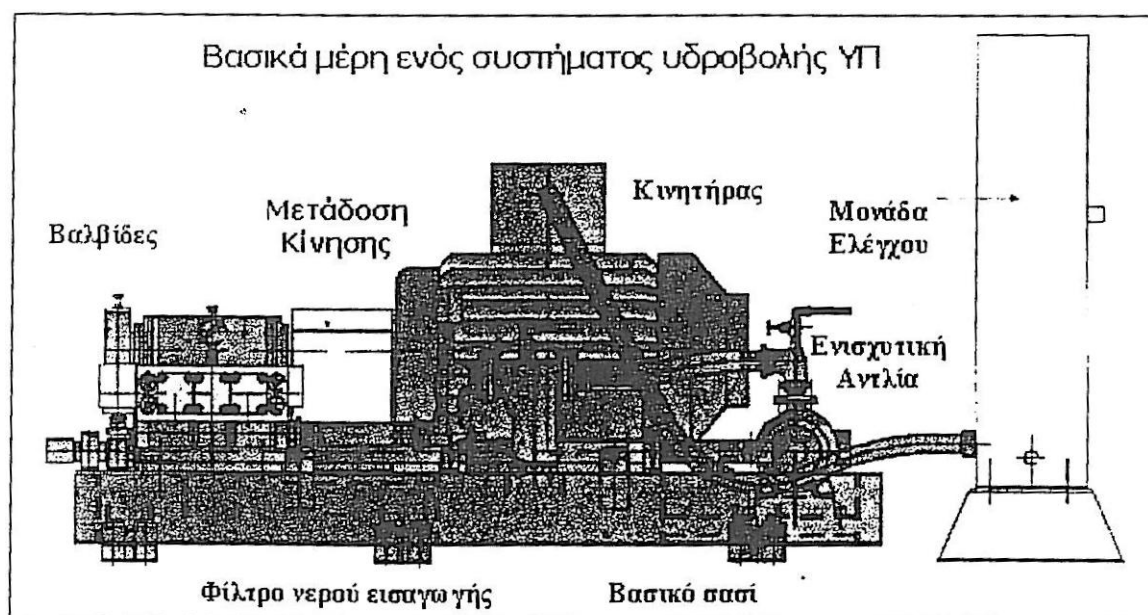 Βασικά μέρη ενός συστήματος υδροβολής ΥΠ
Κινητήρας
Μετάδοση
Κίνησης
Μονάδα
Ελέγχου
Βαλβίδες
Ενισχυτική
Αντλία
Φίλτρο νερού εισαγωγής
Βασικό σασί